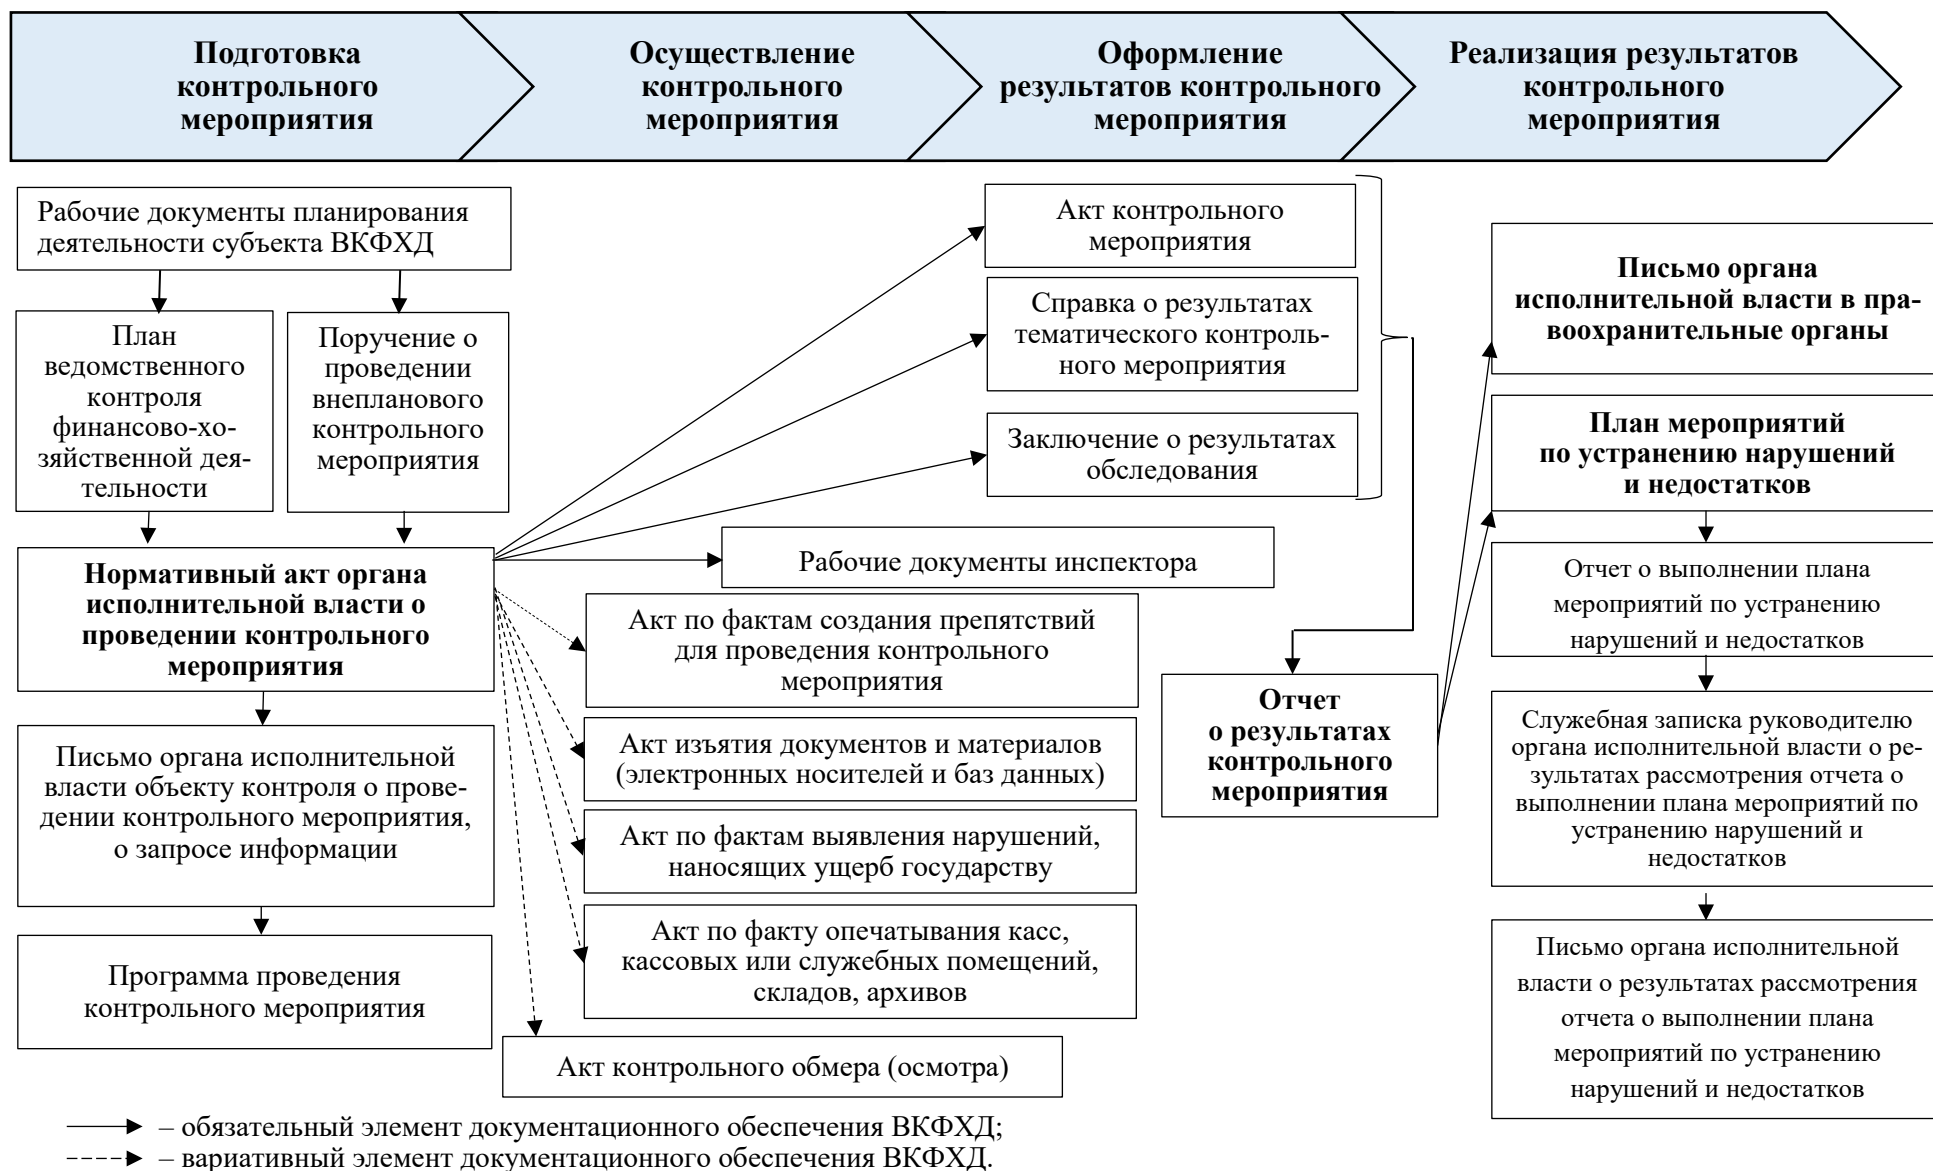 Подготовка
контрольного
мероприятия
Осуществление
контрольного
мероприятия
Оформление
результатов контрольного
мероприятия
Реализация результатов
контрольного
мероприятия
Рабочие документы планирования
деятельности субъекта ВКФХД
План
ведомственного
контроля
финансово-хо-
зяйственной дея-
тельности
Поручение о
проведении
внепланового
контрольного
мероприятия
Нормативный акт органа
исполнительной власти о
проведении контрольного
мероприятия
Письмо органа исполнительной
власти объекту контроля о прове-
дении контрольного мероприятия,
о запросе информации
Программа проведения
контрольного мероприятия
Акт контрольного
мероприятия
Справка о результатах
тематического контроль-
ного мероприятия
Заключение о результатах
обследования
Рабочие документы инспектора
Акт по фактам создания препятствий
для проведения контрольного
мероприятия
Акт изъятия документов и материалов
(электронных носителей и баз данных)
Акт по фактам выявления нарушений,
наносящих ущерб государству
Акт по факту опечатывания касс,
кассовых или служебных помещений,
складов, архивов
Акт контрольного обмера (осмотра)
Отчет
о результатах
контрольного
мероприятия
Письмо органа
исполнительной власти в пра-
воохранительные органы
План мероприятий
по устранению нарушений
и недостатков
Отчет о выполнении плана
мероприятий по устранению
нарушений и недостатков
Служебная записка руководителю
органа исполнительной власти о ре-
зультатах рассмотрения отчета о
выполнении плана мероприятий по
устранению нарушений и
недостатков
Письмо органа исполнительной
власти о результатах рассмотрения
отчета о выполнении плана
мероприятий по устранению
нарушений и недостатков
– обязательный элемент документационного обеспечения ВКФХД;
– вариативный элемент документационного обеспечения ВКФХД.